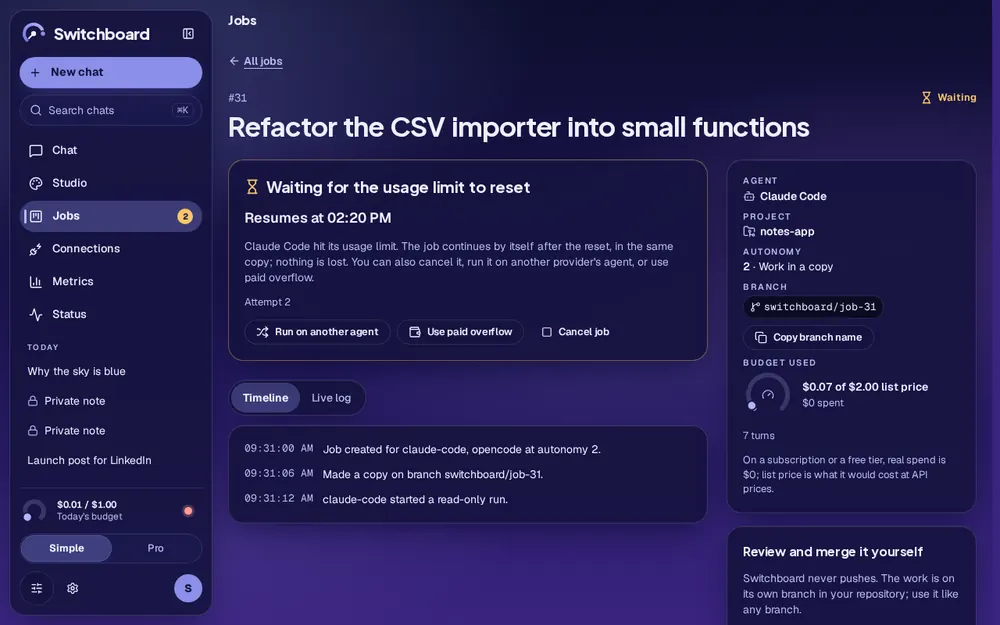 Switchboard
New chat
Search chats
⌘K
Chat
Studio
Jobs
2
Connections
Metrics
Status
TODAY
Why the sky is blue
Private note
Private note
Launch post for LinkedIn
$0.01 / $1.00
Today's budget
Simple
Pro
S
Jobs
All jobs
#31
Waiting
Refactor the CSV importer into small functions
Waiting for the usage limit to reset
Resumes at 02:20 PM
Claude Code hit its usage limit. The job continues by itself after the reset, in the same
copy; nothing is lost. You can also cancel it, run it on another provider's agent, or use
paid overflow.
Attempt 2
Run on another agent
Use paid overflow
Cancel job
Timeline
Live log
09:31:00 AM Job created for claude-code, opencode at autonomy 2.
09:31:06 AM Made a copy on branch switchboard/job-31.
09:31:12 AM claude-code started a read-only run.
AGENT
Claude Code
PROJECT
notes-app
AUTONOMY
2 · Work in a copy
BRANCH
switchboard/job-31
Copy branch name
BUDGET USED
$0.07 of $2.00 list price
$0 spent
7 turns
On a subscription or a free tier, real spend is
$0; list price is what it would cost at API
prices.
Review and merge it yourself
Switchboard never pushes. The work is on
its own branch in your repository; use it like
any branch.